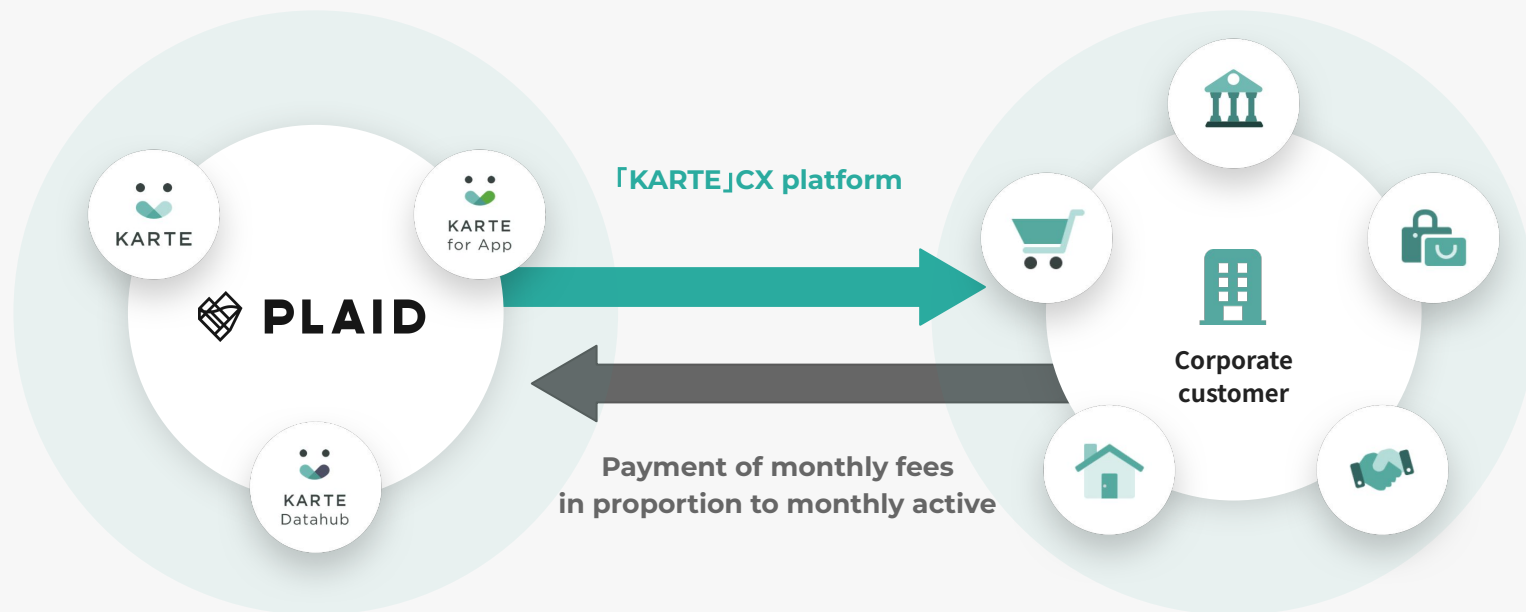 KARTE
KARTE
for App
PLAID
KARTE
Datahub
「KARTE」CX platform
Payment of monthly fees
in proportion to monthly active
Corporate
customer